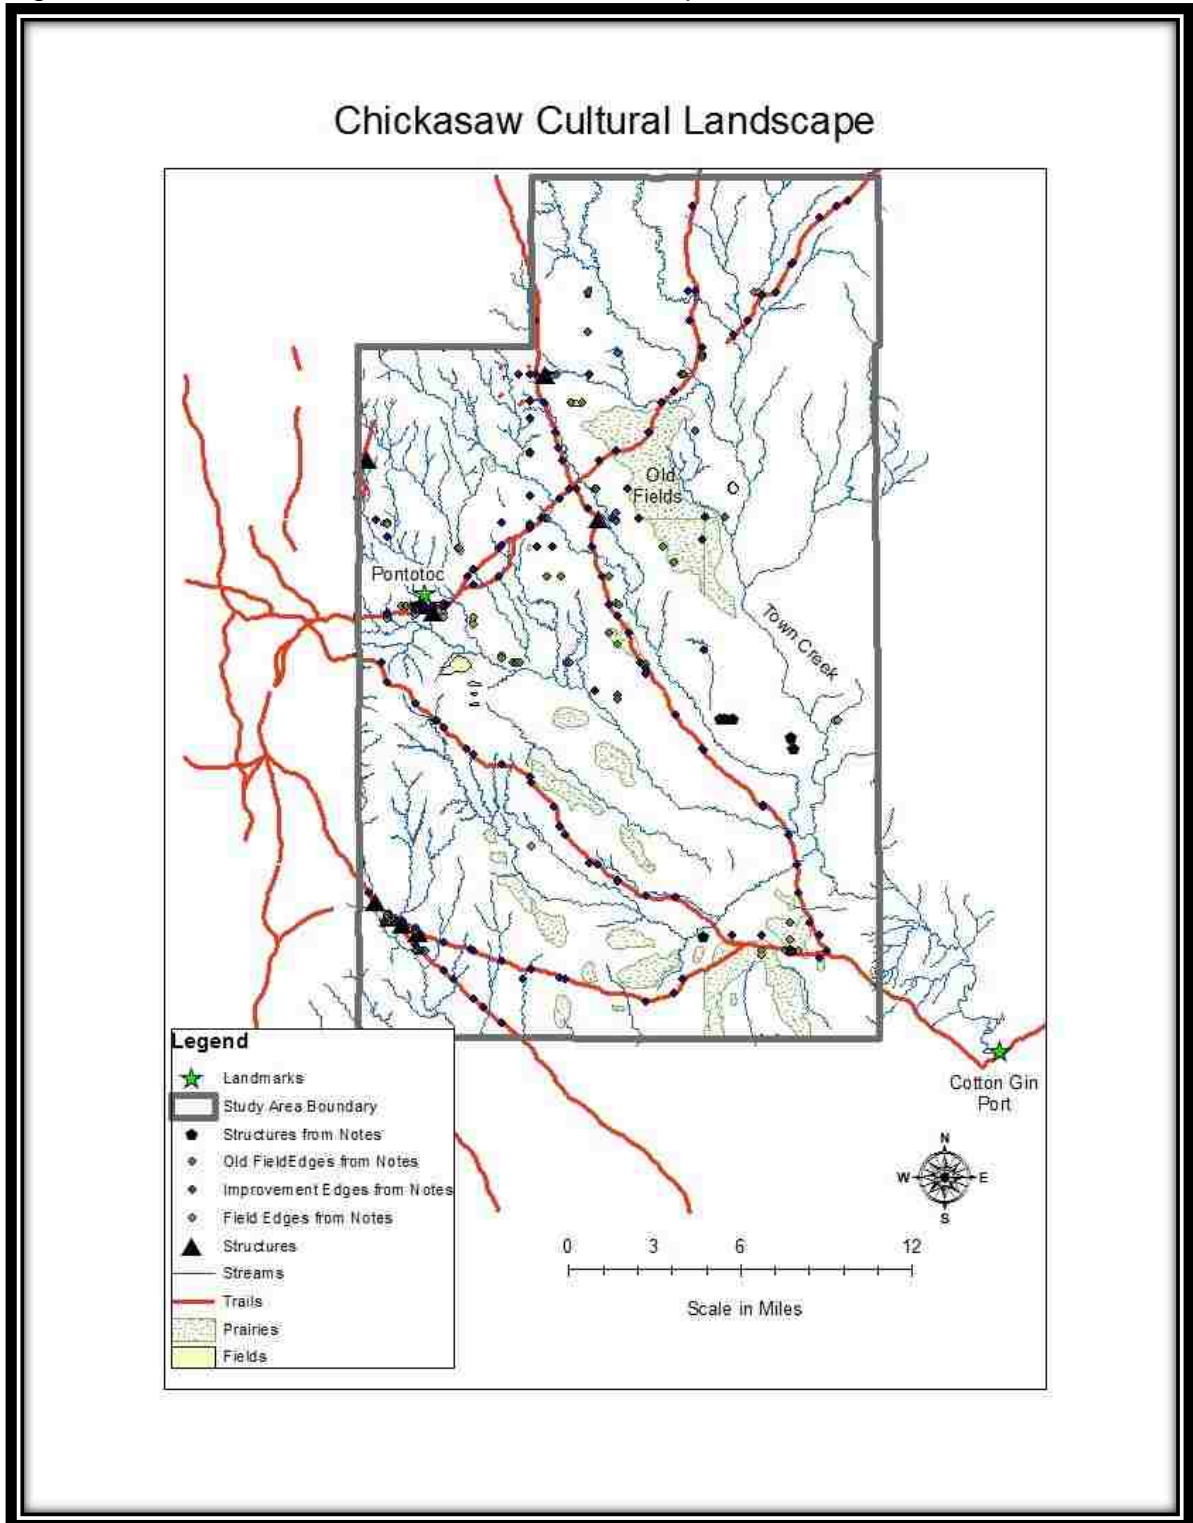 Chickasaw Cultural Landscape
Old
Fields
Pontotoc
Town Creek
Cotton Gin
Port
Legend
Landmarks
Study Area Boundary
Structures from Notes
Old FieldEdges from Notes
Improvement Edges from Notes
Field Edges from Notes
Structures
Streams
Trails
Prairies
Fields
N
W E
S
0 3 6 12
Scale in Miles